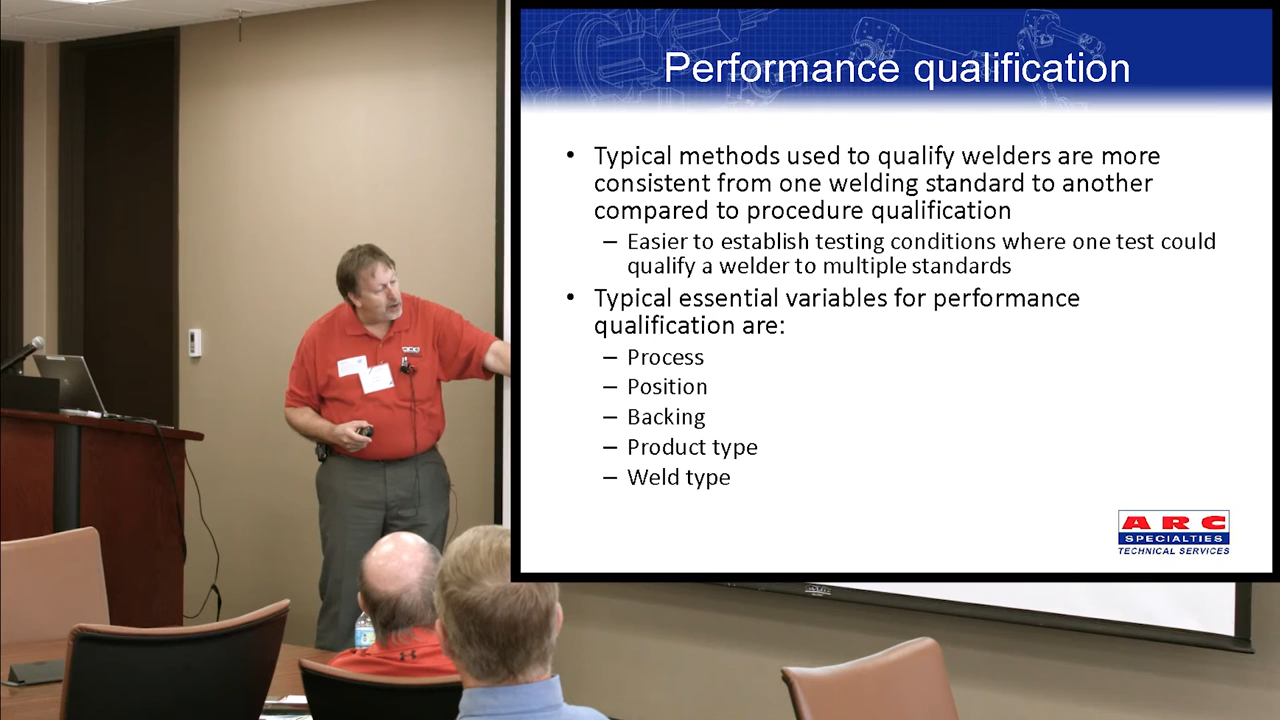 Performance qualification
• Typical methods used to qualify welders are more
consistent from one welding standard to another
compared to procedure qualification
– Easier to establish testing conditions where one test could
qualify a welder to multiple standards
• Typical essential variables for performance
qualification are:
– Process
– Position
– Backing
– Product type
– Weld type
ARC
SPECIALTIES
TECHNICAL SERVICES
ARC